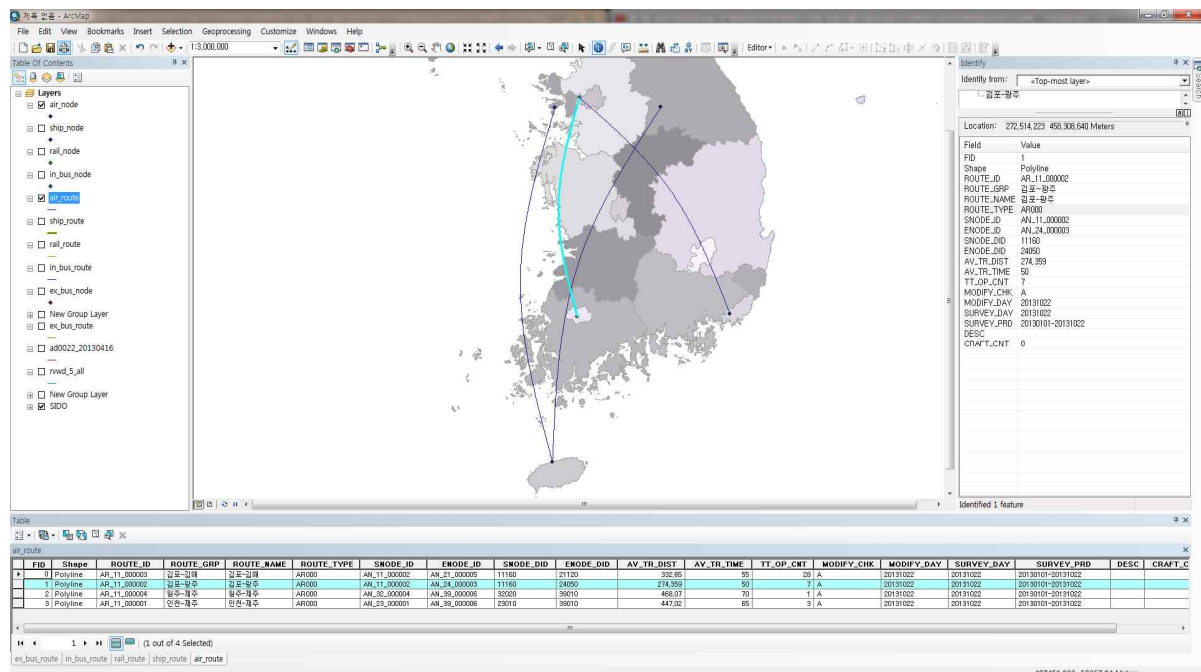 제목 없음 - ArcMap
File Edit View Bookmarks Insert Selection Geoprocessing Customize Windows Help
1:3,000,000
Editor
Table Of Contents
Layers
air_node
ship_node
rail_node
in_bus_node
air_route
ship_route
rail_route
in_bus_route
ex_bus_node
New Group Layer
ex_bus_route
ad0022_20130416
rvwd_5_all
New Group Layer
SIDO
Identify
Identify from: <Top-most layer>
김포-광주
Location: 272,514,223 458,308,640 Meters
Field Value
FID 1
Shape Polyline
ROUTE_ID AR_11_000002
ROUTE_GRP 김포~광주
ROUTE_NAME 김포-광주
ROUTE_TYPE AR000
SNODE_ID AN_11_000002
ENODE_ID AN_24_000003
SNODE_DID 11160
ENODE_DID 24050
AV_TR_DIST 274,359
AV_TR_TIME 50
TT_OP_CNT 7
MODIFY_CHK A
MODIFY_DAY 20131022
SURVEY_DAY 20131022
SURVEY_PRD 20130101-20131022
DESC
CRAFT_CNT 0
Identified 1 feature
Search
Table
air_route
FID Shape ROUTE_ID ROUTE_GRP ROUTE_NAME ROUTE_TYPE SNODE_ID ENODE_ID SNODE_DID ENODE_DID AV_TR_DIST AV_TR_TIME TT_OP_CNT MODIFY_CHK MODIFY_DAY SURVEY_DAY SURVEY_PRD DESC CRAFT_C
0 Polyline AR_11_000003 김포-김해 김포-김해 AR000 AN_11_000002 AN_21_000005 11160 21120 332,65 55 28 A 20131022 20131022 20130101-20131022
1 Polyline AR_11_000002 김포-광주 김포-광주 AR000 AN_11_000002 AN_24_000003 11160 24050 274,359 50 7 A 20131022 20131022 20130101-20131022
2 Polyline AR_11_000004 원주-제주 원주-제주 AR000 AN_32_000004 AN_39_000006 32020 39010 468,07 70 1 A 20131022 20131022 20130101-20131022
3 Polyline AR_11_000001 인천-제주 인천-제주 AR000 AN_23_000001 AN_39_000006 23010 39010 447,02 65 3 A 20131022 20131022 20130101-20131022
1 (1 out of 4 Selected)
ex_bus_route in_bus_route rail_route ship_route air_route